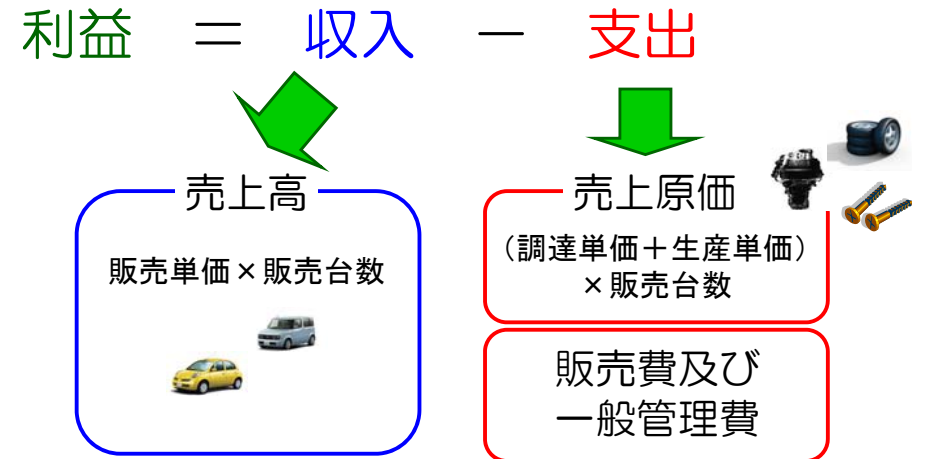 利益 = 収入 − 支出
売上高
販売単価×販売台数
売上原価
(調達単価+生産単価)
×販売台数
販売費及び
一般管理費